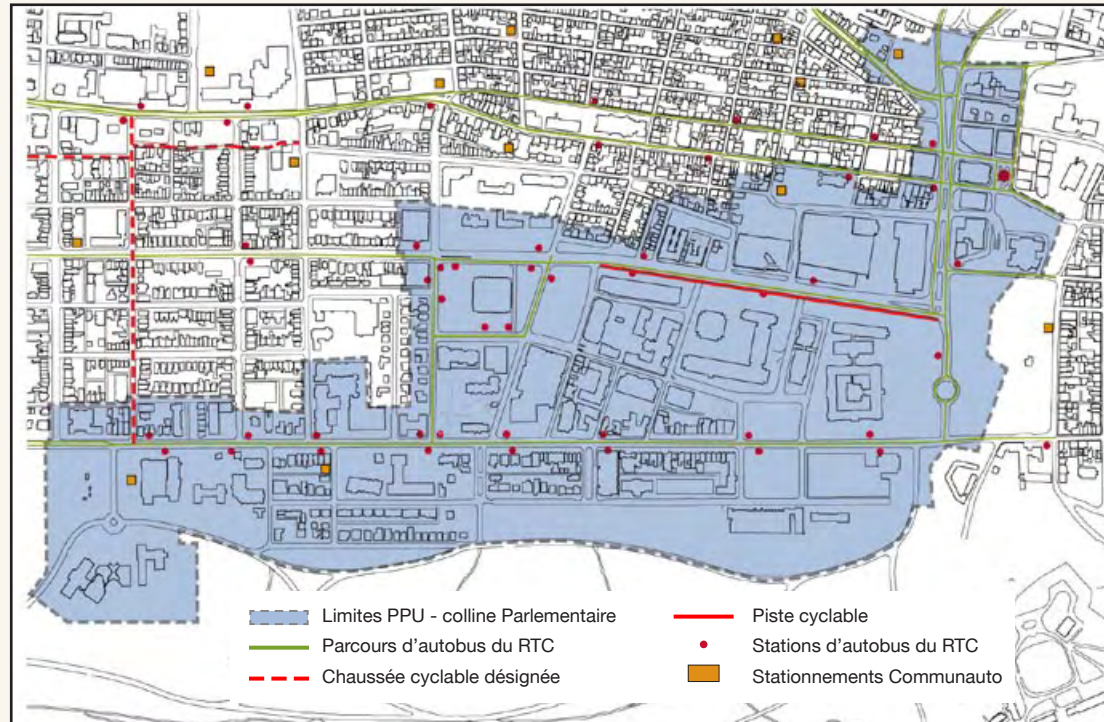 Limites PPU - colline Parlementaire
Parcours d'autobus du RTC
Chaussée cyclable désignée
Piste cyclable
Stations d'autobus du RTC
Stationnements Communauto